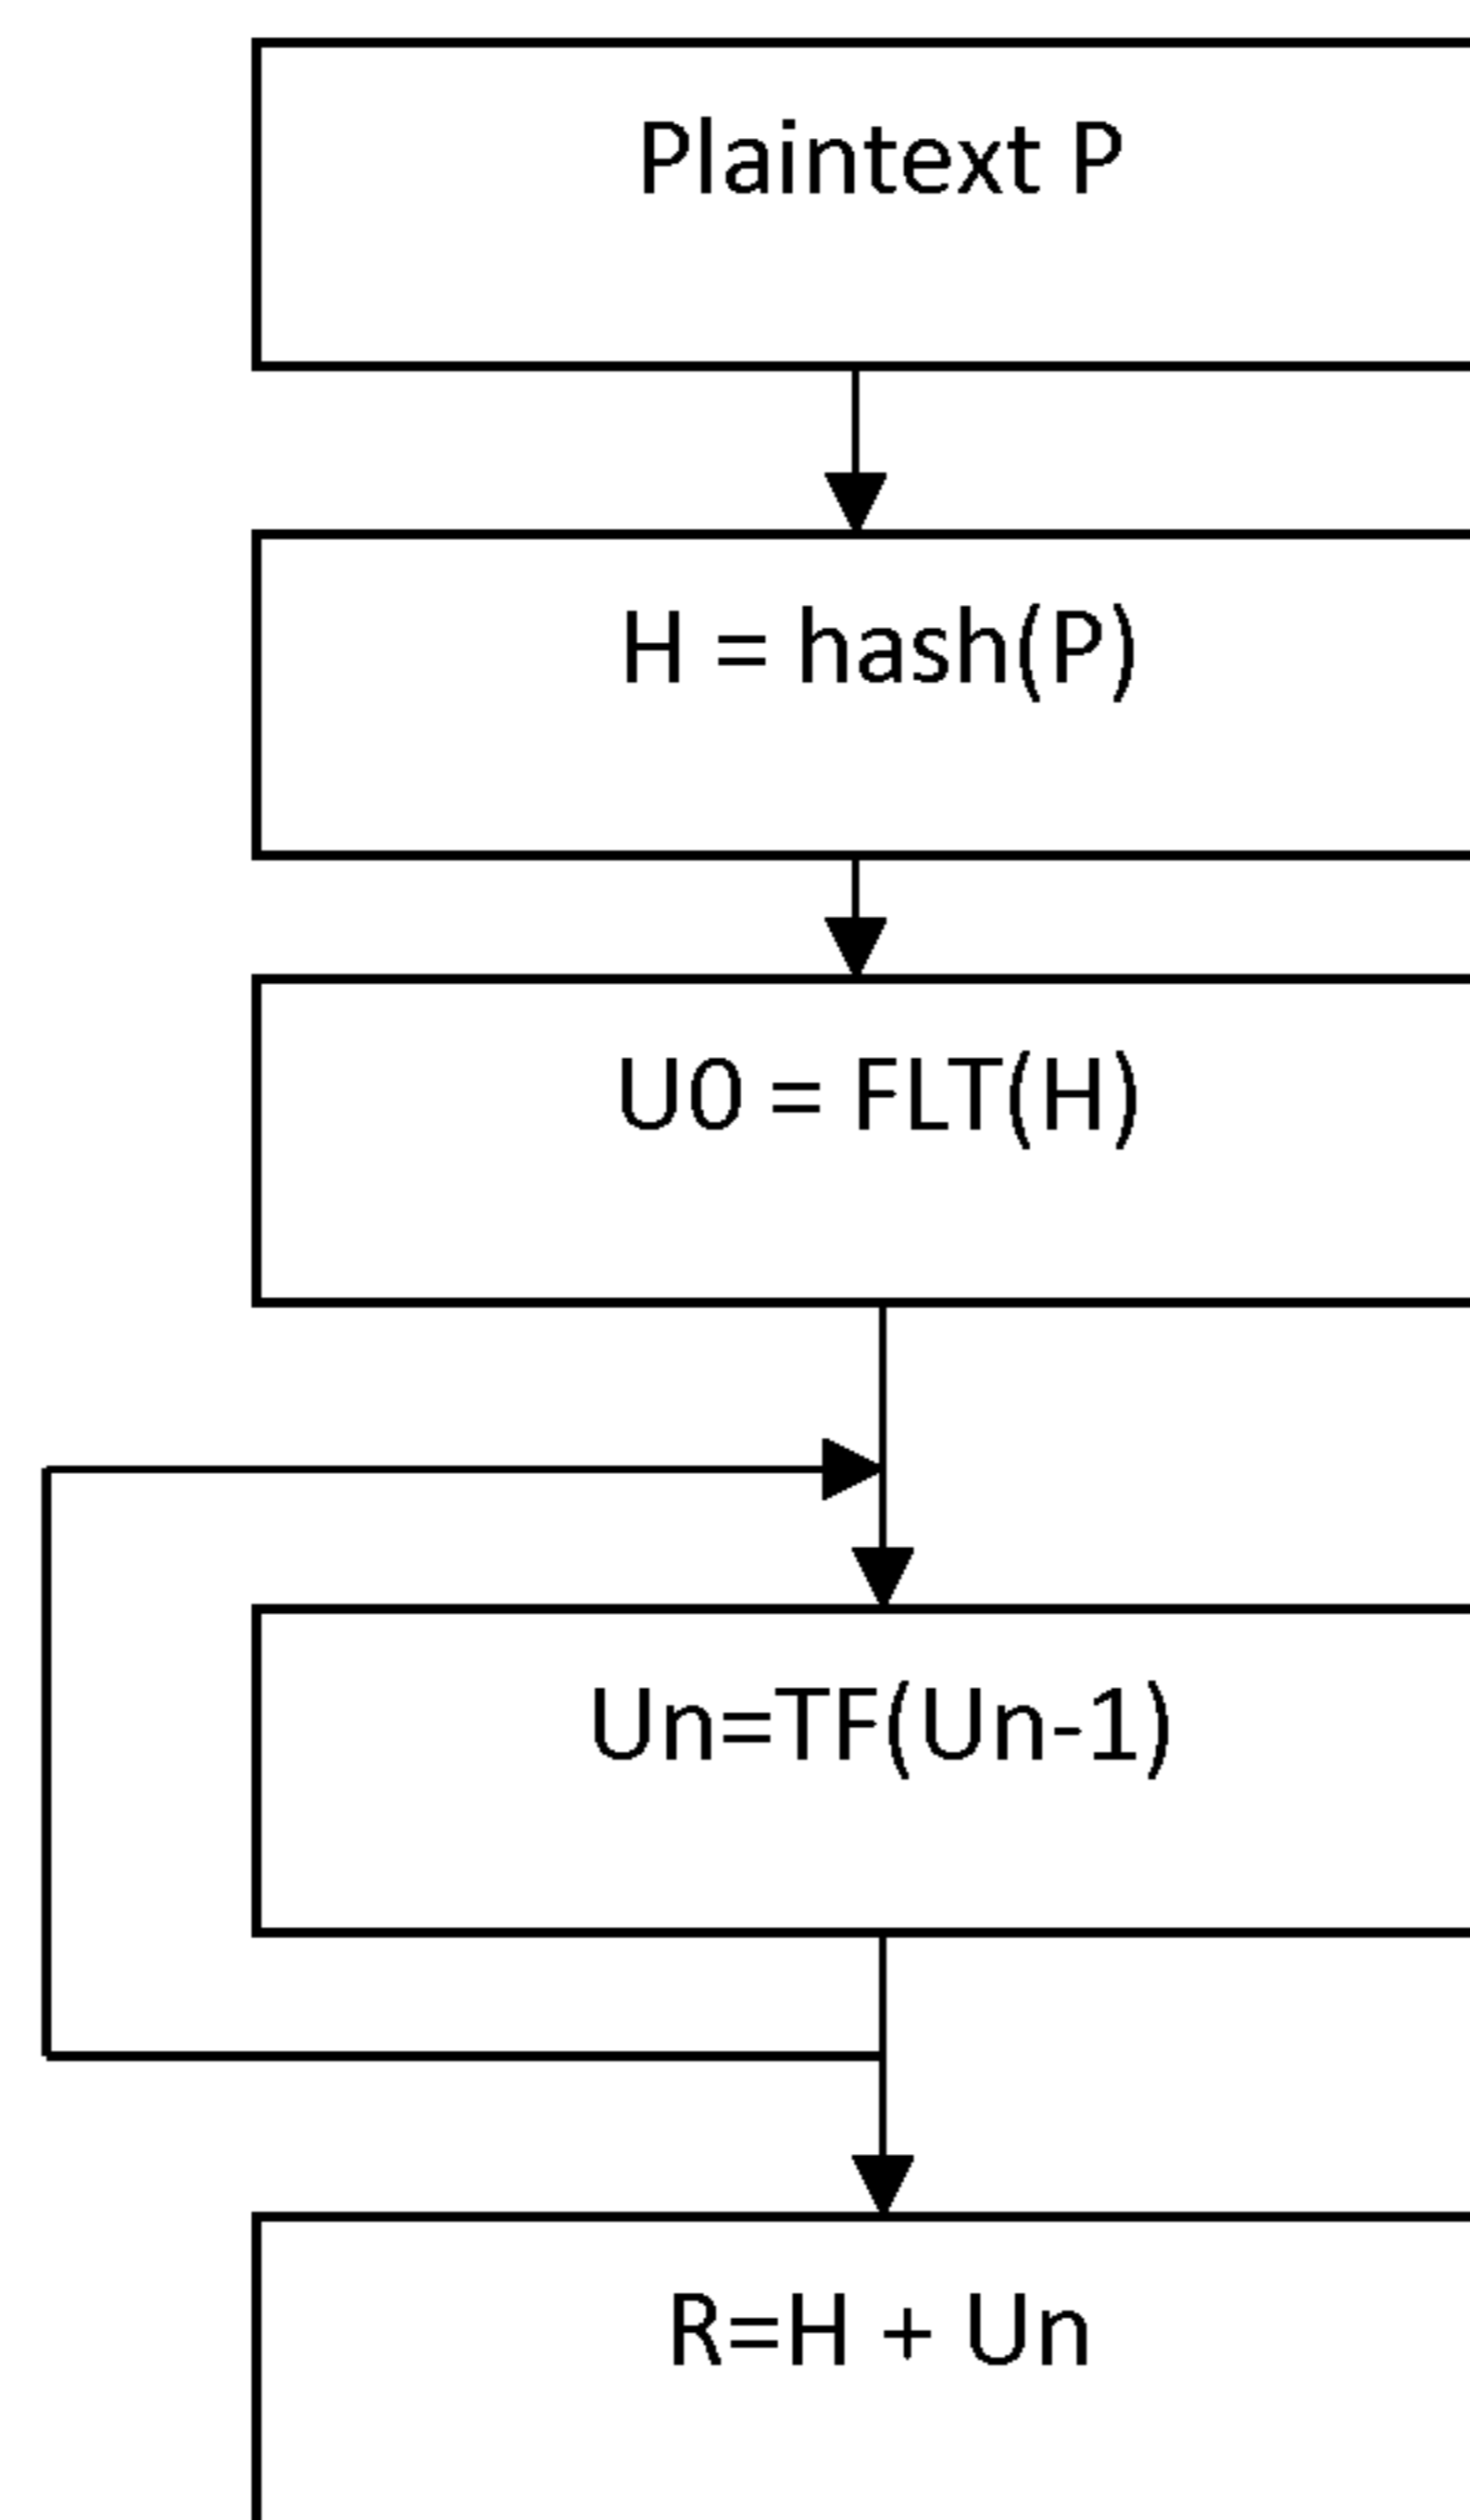 Plaintext P
H = hash(P)
U0 = FLT(H)
Un=TF(Un-1)
R=H + Un